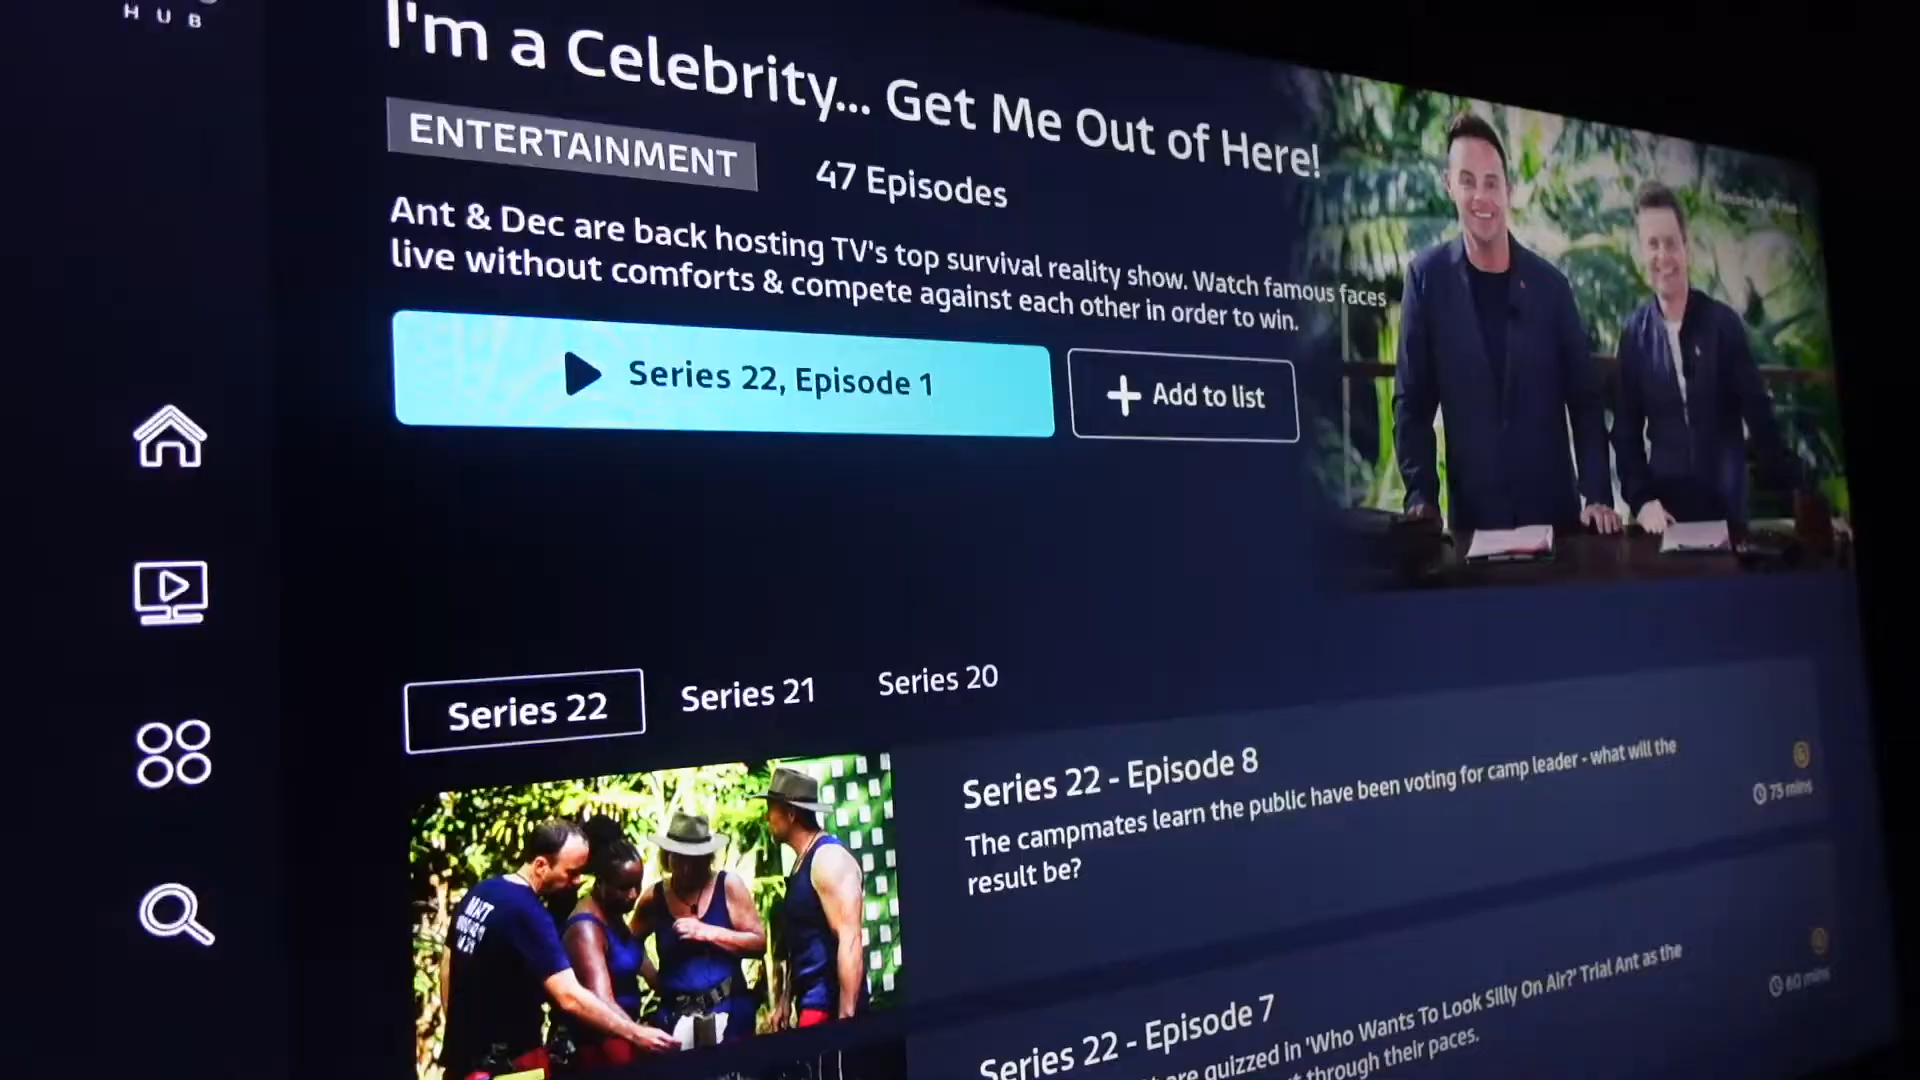 HUB
I'm a Celebrity... Get Me Out of Here!
ENTERTAINMENT
47 Episodes
Ant & Dec are back hosting TV's top survival reality show. Watch famous faces
live without comforts & compete against each other in order to win.
Series 22, Episode 1
Add to list
Series 22
Series 21
Series 20
Series 22 - Episode 8
The campmates learn the public have been voting for camp leader - what will the
result be?
75 mins
MATT
Series 22 - Episode 7
are quizzed in 'Who Wants To Look Silly On Air?' Trial Ant as the
through their paces.
60 mins